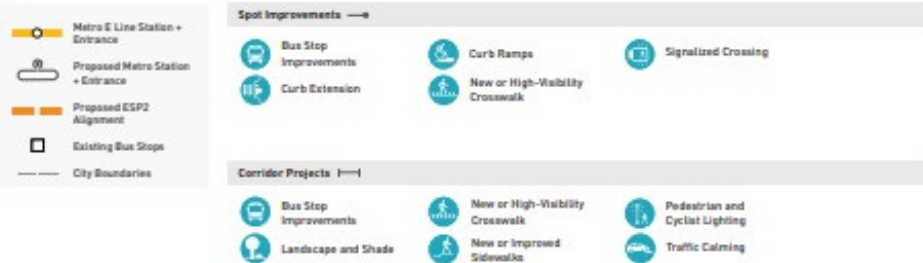 Metro E Line Station +
Entrance
Proposed Metro Station
+ Entrance
Proposed ESP2
Alignment
Existing Bus Stops
City Boundaries
Spot Improvements
Bus Stop
Improvements
Curb Extension
Curb Ramps
New or High-Visibility
Crosswalk
Signalized Crossing
Corridor Projects
Bus Stop
Improvements
Landscape and Shade
New or High-Visibility
Crosswalk
New or Improved
Sidewalks
Pedestrian and
Cyclist Lighting
Traffic Calming